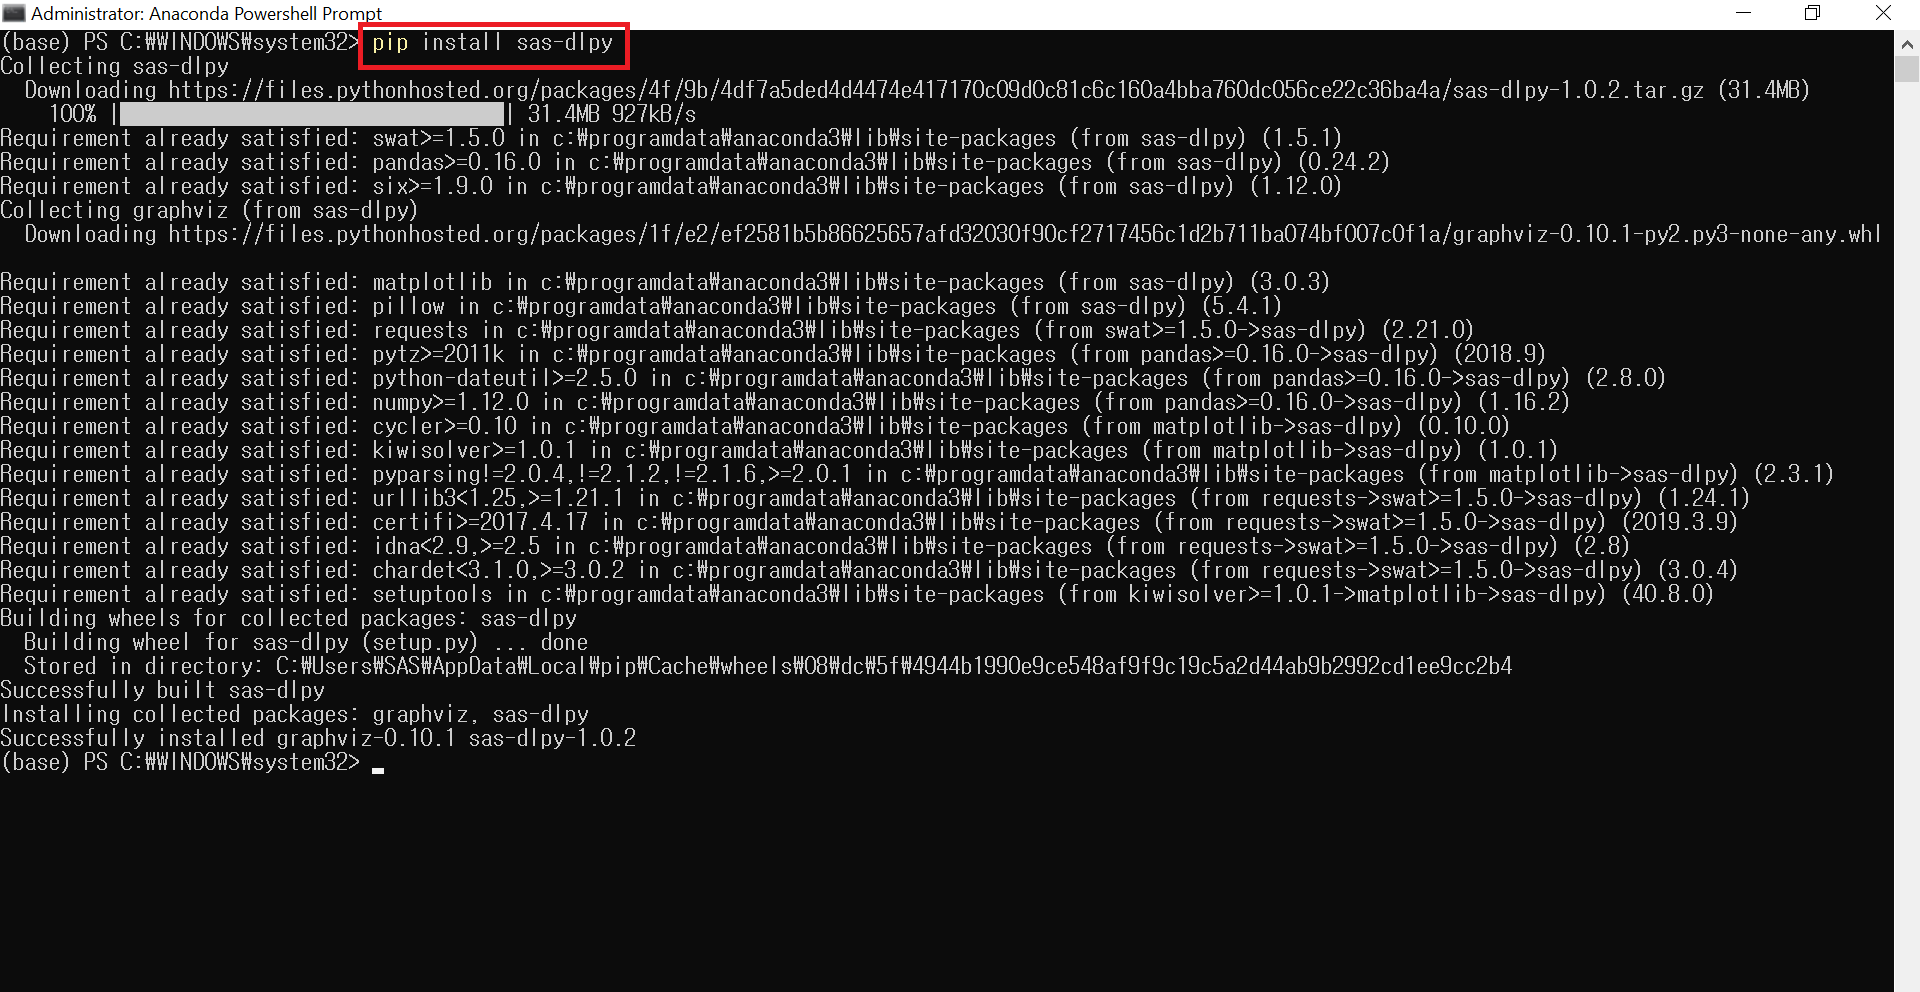 Administrator: Anaconda Powershell Prompt
(base) PS C:₩WINDOWS₩system32> pip install sas-dlpy
Collecting sas-dlpy
  Downloading https://files.pythonhosted.org/packages/4f/9b/4df7a5ded4d4474e417170c09d0c81c6c160a4bba760dc056ce22c36ba4a/sas-dlpy-1.0.2.tar.gz (31.4MB)
    100% |████████████████████████████████| 31.4MB 927kB/s
Requirement already satisfied: swat>=1.5.0 in c:₩programdata₩anaconda3₩lib₩site-packages (from sas-dlpy) (1.5.1)
Requirement already satisfied: pandas>=0.16.0 in c:₩programdata₩anaconda3₩lib₩site-packages (from sas-dlpy) (0.24.2)
Requirement already satisfied: six>=1.9.0 in c:₩programdata₩anaconda3₩lib₩site-packages (from sas-dlpy) (1.12.0)
Collecting graphviz (from sas-dlpy)
  Downloading https://files.pythonhosted.org/packages/1f/e2/ef2581b5b86625657afd32030f90cf2717456c1d2b711ba074bf007c0f1a/graphviz-0.10.1-py2.py3-none-any.whl
Requirement already satisfied: matplotlib in c:₩programdata₩anaconda3₩lib₩site-packages (from sas-dlpy) (3.0.3)
Requirement already satisfied: pillow in c:₩programdata₩anaconda3₩lib₩site-packages (from sas-dlpy) (5.4.1)
Requirement already satisfied: requests in c:₩programdata₩anaconda3₩lib₩site-packages (from swat>=1.5.0->sas-dlpy) (2.21.0)
Requirement already satisfied: pytz>=2011k in c:₩programdata₩anaconda3₩lib₩site-packages (from pandas>=0.16.0->sas-dlpy) (2018.9)
Requirement already satisfied: python-dateutil>=2.5.0 in c:₩programdata₩anaconda3₩lib₩site-packages (from pandas>=0.16.0->sas-dlpy) (2.8.0)
Requirement already satisfied: numpy>=1.12.0 in c:₩programdata₩anaconda3₩lib₩site-packages (from pandas>=0.16.0->sas-dlpy) (1.16.2)
Requirement already satisfied: cycler>=0.10 in c:₩programdata₩anaconda3₩lib₩site-packages (from matplotlib->sas-dlpy) (0.10.0)
Requirement already satisfied: kiwisolver>=1.0.1 in c:₩programdata₩anaconda3₩lib₩site-packages (from matplotlib->sas-dlpy) (1.0.1)
Requirement already satisfied: pyparsing!=2.0.4,!=2.1.2,!=2.1.6,>=2.0.1 in c:₩programdata₩anaconda3₩lib₩site-packages (from matplotlib->sas-dlpy) (2.3.1)
Requirement already satisfied: urllib3<1.25,>=1.21.1 in c:₩programdata₩anaconda3₩lib₩site-packages (from requests->swat>=1.5.0->sas-dlpy) (1.24.1)
Requirement already satisfied: certifi>=2017.4.17 in c:₩programdata₩anaconda3₩lib₩site-packages (from requests->swat>=1.5.0->sas-dlpy) (2019.3.9)
Requirement already satisfied: idna<2.9,>=2.5 in c:₩programdata₩anaconda3₩lib₩site-packages (from requests->swat>=1.5.0->sas-dlpy) (2.8)
Requirement already satisfied: chardet<3.1.0,>=3.0.2 in c:₩programdata₩anaconda3₩lib₩site-packages (from requests->swat>=1.5.0->sas-dlpy) (3.0.4)
Requirement already satisfied: setuptools in c:₩programdata₩anaconda3₩lib₩site-packages (from kiwisolver>=1.0.1->matplotlib->sas-dlpy) (40.8.0)
Building wheels for collected packages: sas-dlpy
  Building wheel for sas-dlpy (setup.py) ... done
  Stored in directory: C:₩Users₩SAS₩AppData₩Local₩pip₩Cache₩wheels₩08₩dc₩5f₩4944b1990e9ce548af9f9c19c5a2d44ab9b2992cd1ee9cc2b4
Successfully built sas-dlpy
Installing collected packages: graphviz, sas-dlpy
Successfully installed graphviz-0.10.1 sas-dlpy-1.0.2
(base) PS C:₩WINDOWS₩system32>